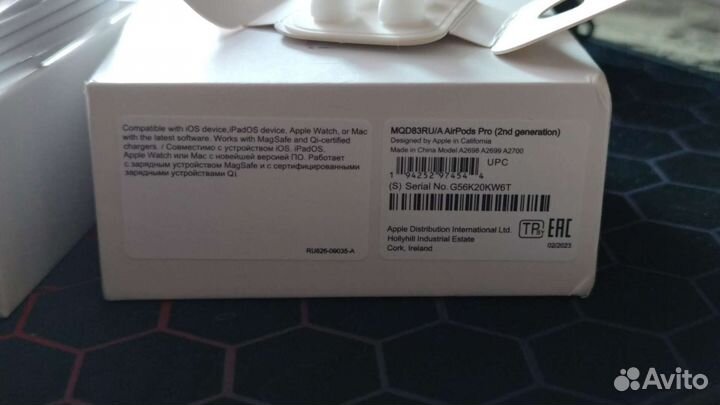 Compatible with iOS device,iPadOS device, Apple Watch, or Mac
with the latest software. Works with MagSafe and Qi-certified
chargers. / Совместимо с устройством iOS, iPadOS,
Apple Watch или Mac с новейшей версией ПО. Работает
с зарядным устройством MagSafe и с сертифицированными
зарядными устройствами Qi.
RU626-09035-A
MQD83RU/A AirPods Pro (2nd generation)
Designed by Apple in California
Made in China Model A2698 A2699 A2700
UPC
1 94252 97454 4
(S) Serial No. G56K20KW6T
Apple Distribution International Ltd.
Hollyhill Industrial Estate
Cork, Ireland
TP BY EAC
02/2023
Avito